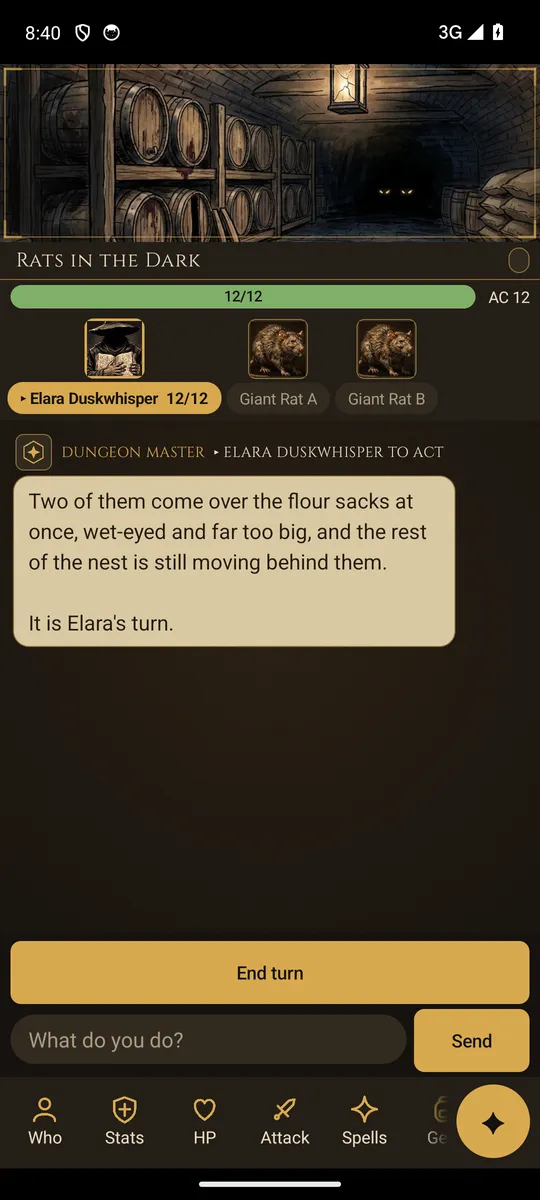 8:40
3G
Rats in the Dark
12/12
AC 12
▸ Elara Duskwhisper 12/12
Giant Rat A
Giant Rat B
DUNGEON MASTER ▸ ELARA DUSKWHISPER TO ACT
Two of them come over the flour sacks at
once, wet-eyed and far too big, and the rest
of the nest is still moving behind them.
It is Elara's turn.
End turn
What do you do?
Send
Who
Stats
HP
Attack
Spells
Ge